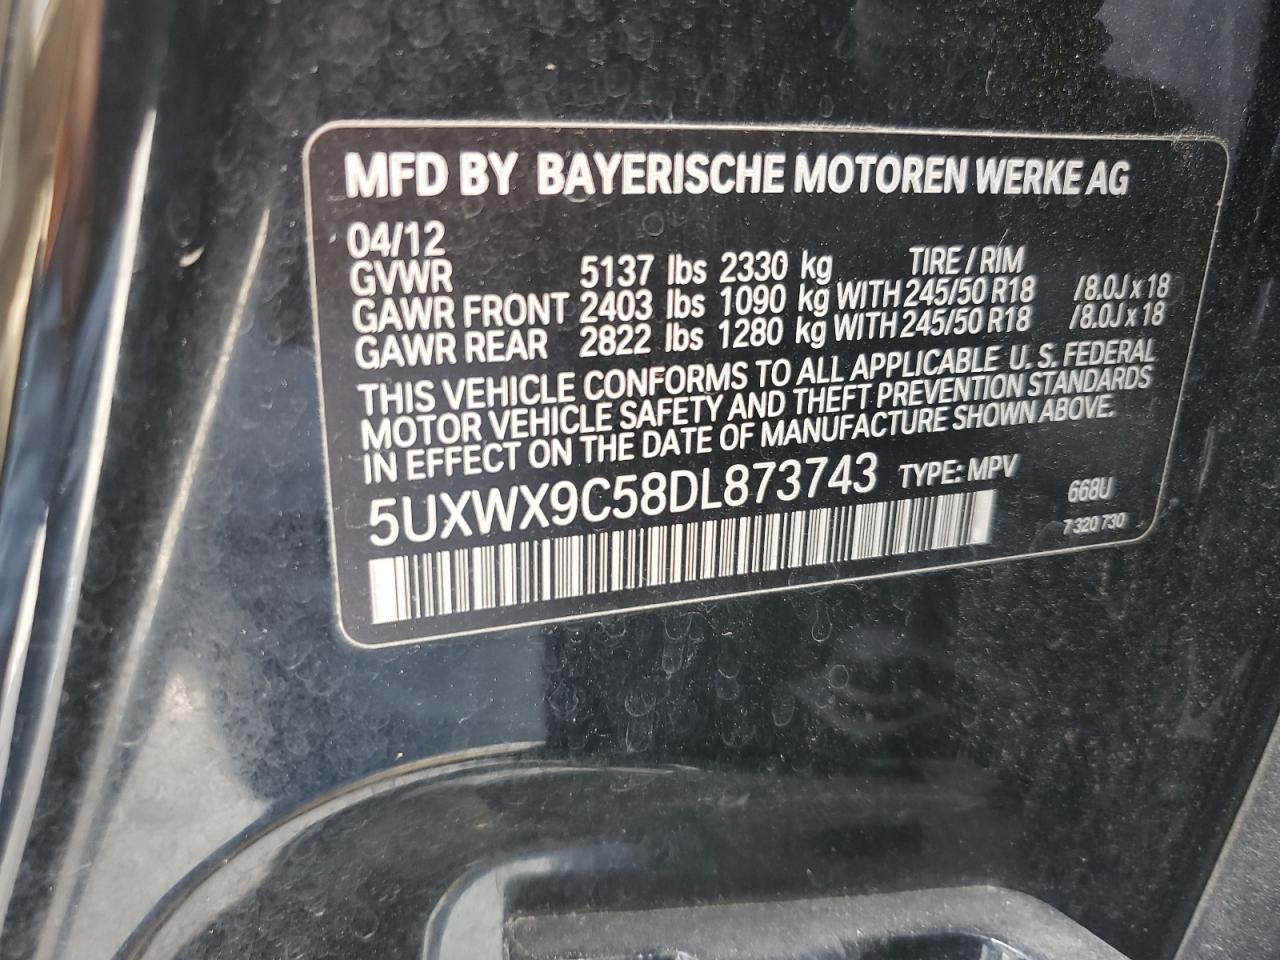 MFD BY BAYERISCHE MOTOREN WERKE AG
04/12
GVWR 5137 lbs 2330 kg TIRE / RIM
GAWR FRONT 2403 lbs 1090 kg WITH 245/50 R18 /8.0J x 18
GAWR REAR 2822 lbs 1280 kg WITH 245/50 R18 /8.0J x 18
THIS VEHICLE CONFORMS TO ALL APPLICABLE U. S. FEDERAL
MOTOR VEHICLE SAFETY AND THEFT PREVENTION STANDARDS
IN EFFECT ON THE DATE OF MANUFACTURE SHOWN ABOVE.
5UXWX9C58DL873743 TYPE: MPV
668U
7 320 730